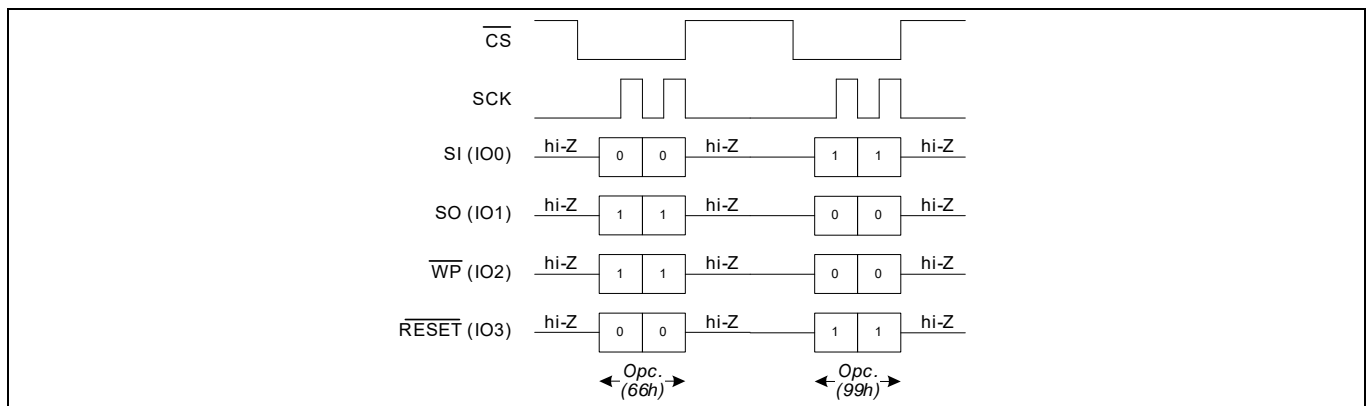 CS
SCK
SI (IO0) hi-Z 0 0 hi-Z 1 1 hi-Z
SO (IO1) hi-Z 1 1 hi-Z 0 0 hi-Z
WP (IO2) hi-Z 1 1 hi-Z 0 0 hi-Z
RESET (IO3) hi-Z 0 0 hi-Z 1 1 hi-Z
Opc. Opc.
(66h) (99h)